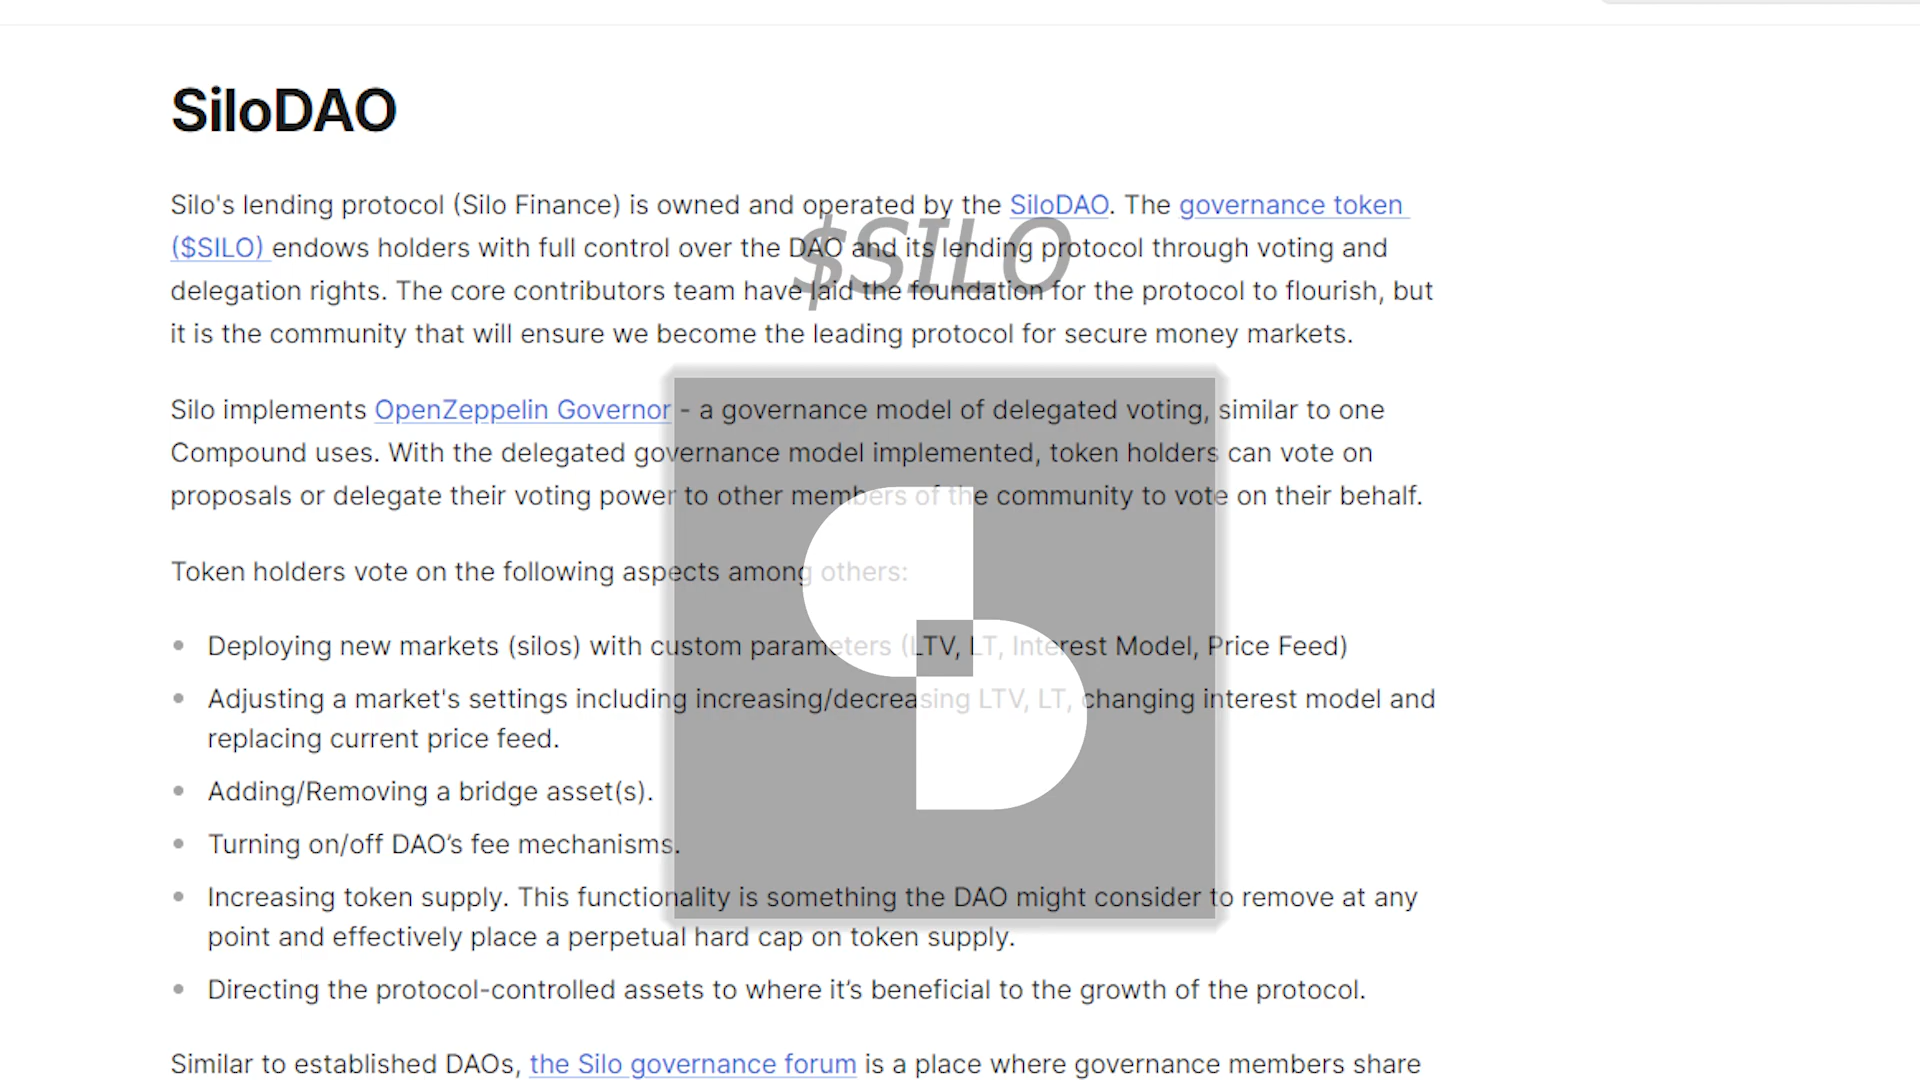 SiloDAO
Silo's lending protocol (Silo Finance) is owned and operated by the SiloDAO. The governance token
($SILO) endows holders with full control over the DAO and its lending protocol through voting and
$SILO
delegation rights. The core contributors team have laid the foundation for the protocol to flourish, but
it is the community that will ensure we become the leading protocol for secure money markets.
Silo implements OpenZeppelin Governor - a governance model of delegated voting, similar to one
Compound uses. With the delegated governance model implemented, token holders can vote on
proposals or delegate their voting power to other members of the community to vote on their behalf.
Token holders vote on the following aspects among others:
Deploying new markets (silos) with custom parameters (LTV, LT, Interest Model, Price Feed)
Adjusting a market's settings including increasing/decreasing LTV, LT, changing interest model and
replacing current price feed.
Adding/Removing a bridge asset(s).
Turning on/off DAO’s fee mechanisms.
Increasing token supply. This functionality is something the DAO might consider to remove at any
point and effectively place a perpetual hard cap on token supply.
Directing the protocol-controlled assets to where it’s beneficial to the growth of the protocol.
Similar to established DAOs, the Silo governance forum is a place where governance members share